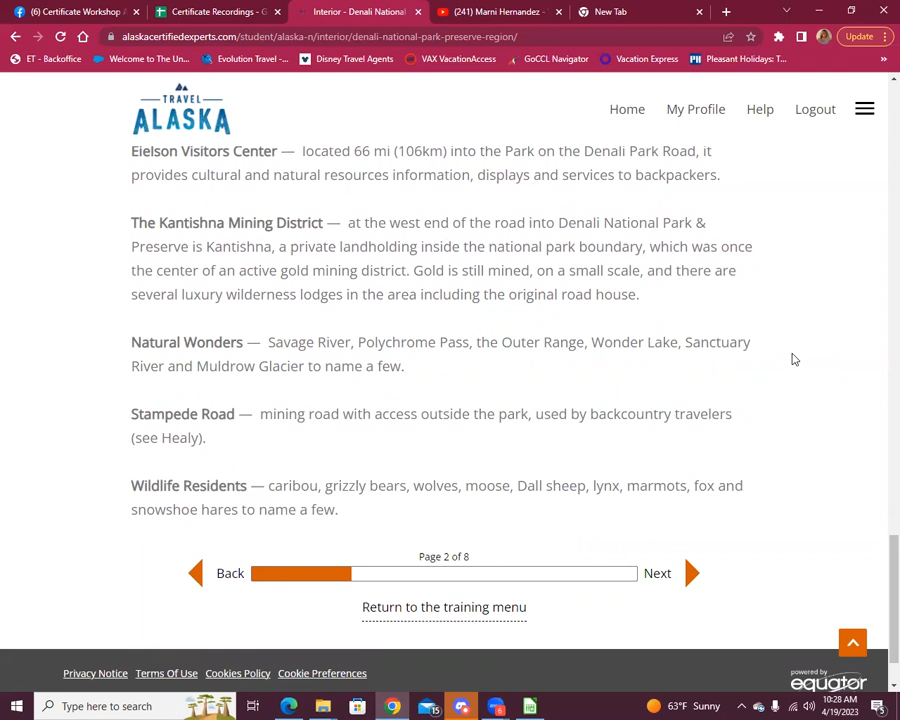 (6) Certificate Workshop A
Certificate Recordings - G
Interior - Denali National
(241) Marni Hernandez -
New Tab
alaskacertifiedexperts.com/student/alaska-n/interior/denali-national-park-preserve-region/
Update
ET - Backoffice
Welcome to The Un...
Evolution Travel -...
Disney Travel Agents
VAX VacationAccess
GoCCL Navigator
Vacation Express
Pleasant Holidays: T...
TRAVEL
ALASKA
Home
My Profile
Help
Logout
Eielson Visitors Center — located 66 mi (106km) into the Park on the Denali Park Road, it
provides cultural and natural resources information, displays and services to backpackers.
The Kantishna Mining District — at the west end of the road into Denali National Park &
Preserve is Kantishna, a private landholding inside the national park boundary, which was once
the center of an active gold mining district. Gold is still mined, on a small scale, and there are
several luxury wilderness lodges in the area including the original road house.
Natural Wonders — Savage River, Polychrome Pass, the Outer Range, Wonder Lake, Sanctuary
River and Muldrow Glacier to name a few.
Stampede Road — mining road with access outside the park, used by backcountry travelers
(see Healy).
Wildlife Residents — caribou, grizzly bears, wolves, moose, Dall sheep, lynx, marmots, fox and
snowshoe hares to name a few.
Page 2 of 8
Back
Next
Return to the training menu
Privacy Notice
Terms Of Use
Cookies Policy
Cookie Preferences
powered by
equator
Type here to search
15
6
63°F Sunny
10:28 AM
4/19/2023
5